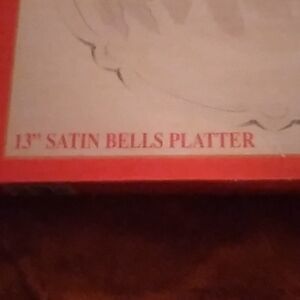 13" SATIN BELLS PLATTER